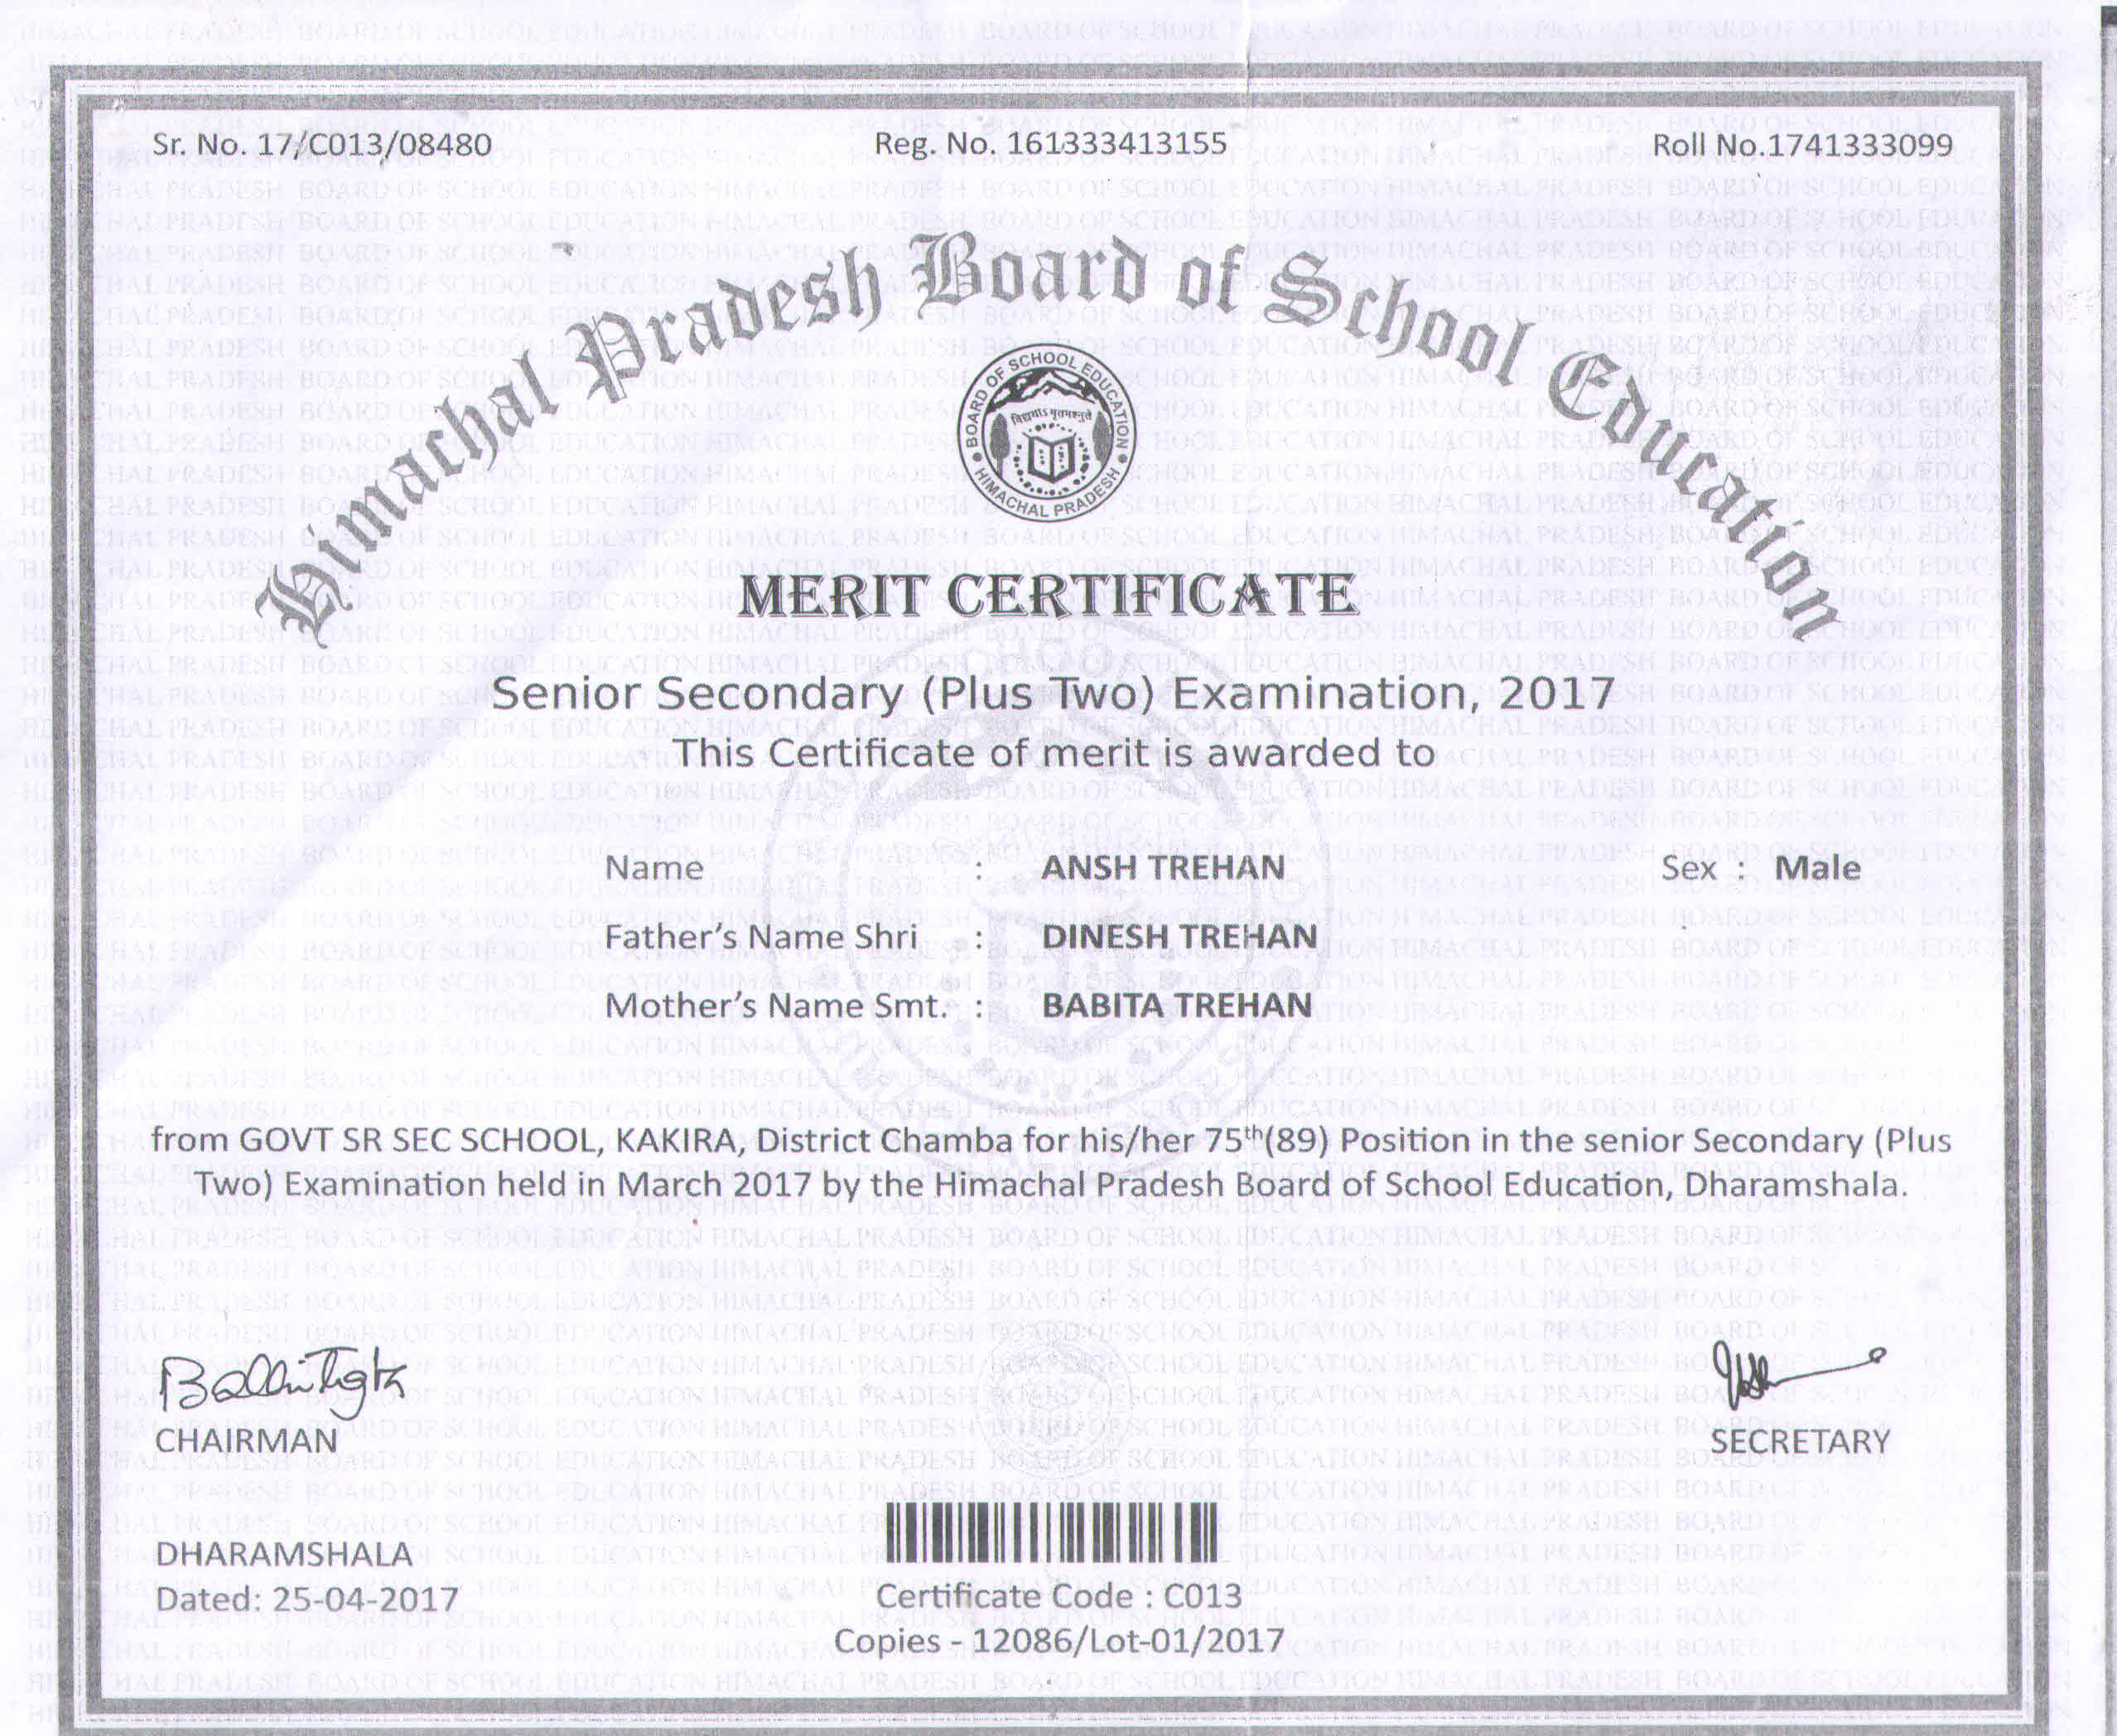 Sr. No. 17/C013/08480
Reg. No. 161333413155
Roll No.1741333099
Himachal Pradesh Board of School Education
BOARD OF SCHOOL EDUCATION
HIMACHAL PRADESH
MERIT CERTIFICATE
Senior Secondary (Plus Two) Examination, 2017
This Certificate of merit is awarded to
Name : ANSH TREHAN Sex : Male
Father's Name Shri : DINESH TREHAN
Mother's Name Smt. : BABITA TREHAN
from GOVT SR SEC SCHOOL, KAKIRA, District Chamba for his/her 75th(89) Position in the senior Secondary (Plus
Two) Examination held in March 2017 by the Himachal Pradesh Board of School Education, Dharamshala.
CHAIRMAN
SECRETARY
DHARAMSHALA
Dated: 25-04-2017
Certificate Code : C013
Copies - 12086/Lot-01/2017